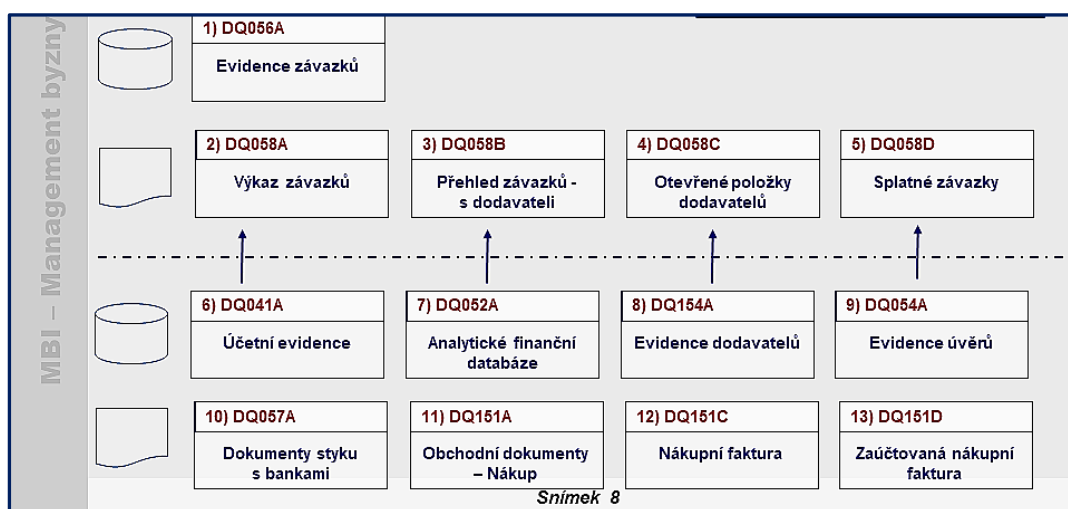 MBI – Management byzny
1) DQ056A
Evidence závazků
2) DQ058A
Výkaz závazků
3) DQ058B
Přehled závazků -
s dodavateli
4) DQ058C
Otevřené položky
dodavatelů
5) DQ058D
Splatné závazky
6) DQ041A
Účetní evidence
7) DQ052A
Analytické finanční
databáze
8) DQ154A
Evidence dodavatelů
9) DQ054A
Evidence úvěrů
10) DQ057A
Dokumenty styku
s bankami
11) DQ151A
Obchodní dokumenty
– Nákup
12) DQ151C
Nákupní faktura
13) DQ151D
Zaúčtovaná nákupní
faktura
Snímek 8